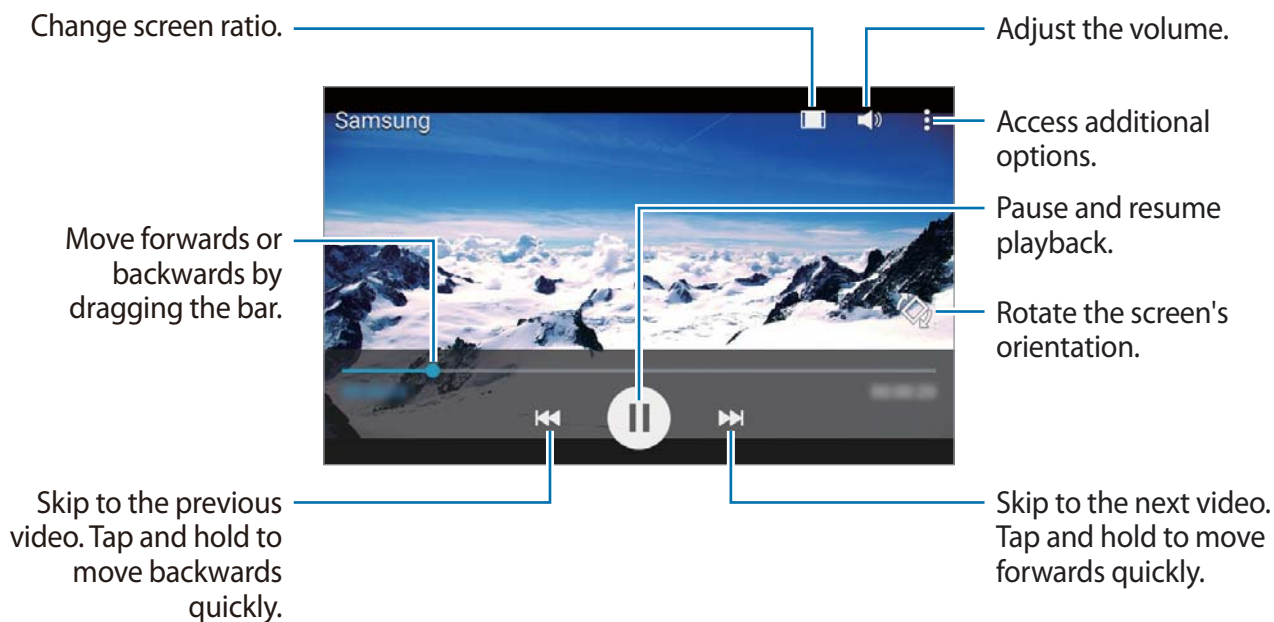 Change screen ratio.
Adjust the volume.
Samsung
Access additional
options.
Pause and resume
playback.
Move forwards or
backwards by
dragging the bar.
Rotate the screen's
orientation.
Skip to the previous
video. Tap and hold to
move backwards
quickly.
Skip to the next video.
Tap and hold to move
forwards quickly.